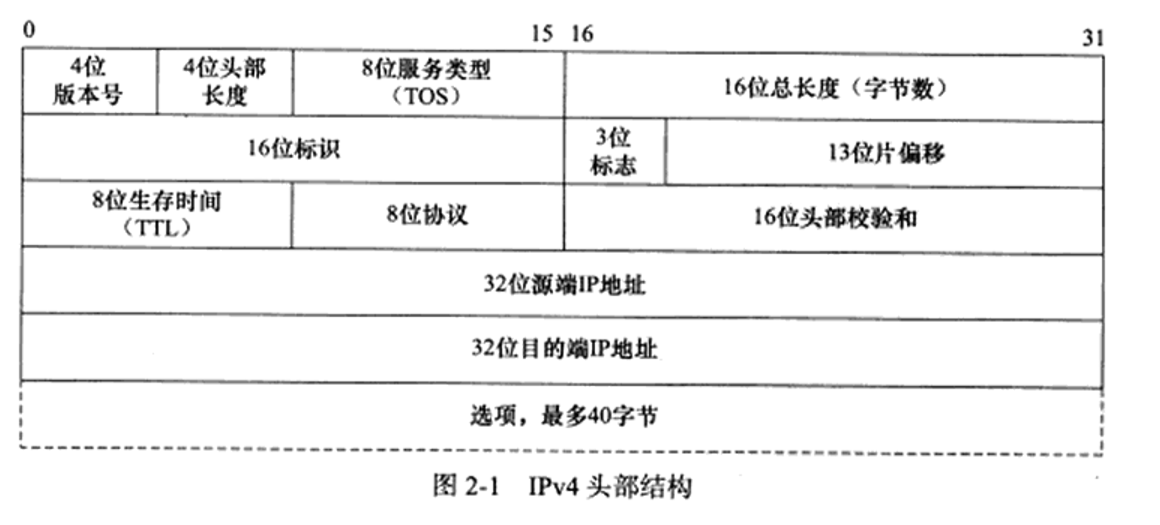 0 15 16 31
4位
版本号
4位头部
长度
8位服务类型
（TOS）
16位总长度（字节数）
16位标识
3位
标志
13位片偏移
8位生存时间
（TTL）
8位协议
16位头部校验和
32位源端IP地址
32位目的端IP地址
选项，最多40字节
图 2-1 IPv4 头部结构